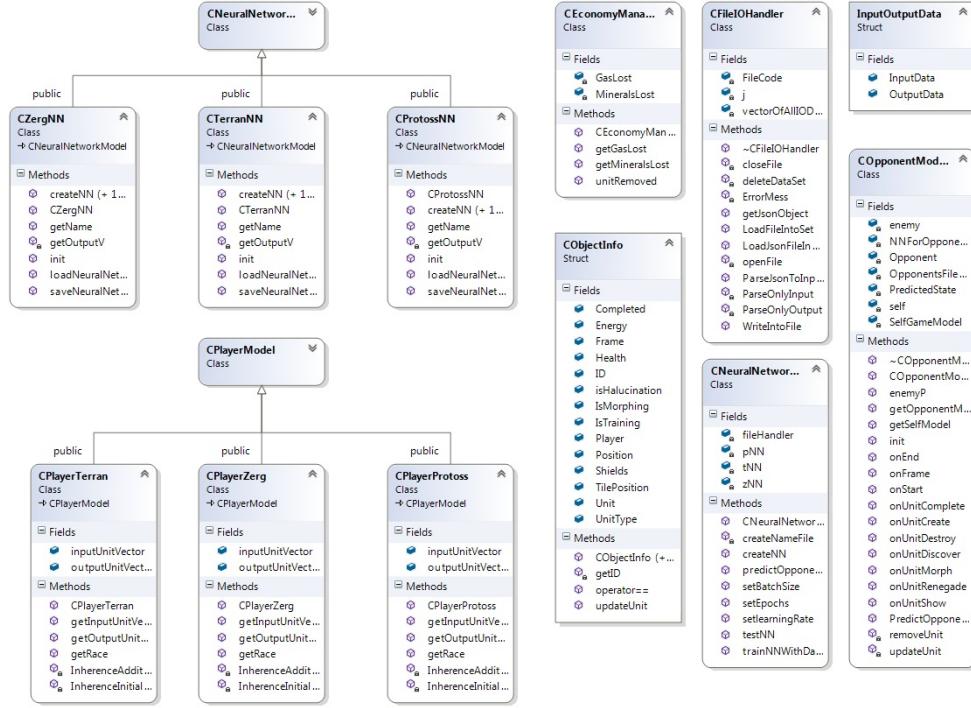 CNeuralNetwor...
Class
public
public
public
CZergNN
Class
CNeuralNetworkModel
Methods
createNN (+ 1...
CZergNN
getName
getOutputV
init
loadNeuralNet...
saveNeuralNet...
CTerranNN
Class
CNeuralNetworkModel
Methods
createNN (+ 1...
CTerranNN
getName
getOutputV
init
loadNeuralNet...
saveNeuralNet...
CProtossNN
Class
CNeuralNetworkModel
Methods
CProtossNN
createNN (+ 1...
getName
getOutputV
init
loadNeuralNet...
saveNeuralNet...
CPlayerModel
Class
public
public
public
CPlayerTerran
Class
CPlayerModel
Fields
inputUnitVector
outputUnitVect...
Methods
CPlayerTerran
getInputUnitVe...
getOutputUnit...
getRace
InherenceAddit...
InherenceInitial...
CPlayerZerg
Class
CPlayerModel
Fields
inputUnitVector
outputUnitVect...
Methods
CPlayerZerg
getInputUnitVe...
getOutputUnit...
getRace
InherenceAddit...
InherenceInitial...
CPlayerProtoss
Class
CPlayerModel
Fields
inputUnitVector
outputUnitVect...
Methods
CPlayerProtoss
getInputUnitVe...
getOutputUnit...
getRace
InherenceAddit...
InherenceInitial...
CEconomyMana...
Class
Fields
GasLost
MineralsLost
Methods
CEconomyMan...
getGasLost
getMineralsLost
unitRemoved
CObjectInfo
Struct
Fields
Completed
Energy
Frame
Health
ID
isHalucination
IsMorphing
IsTraining
Player
Position
Shields
TilePosition
Unit
UnitType
Methods
CObjectInfo (+...
getID
operator==
updateUnit
CFileIOHandler
Class
Fields
FileCode
j
vectorOfAllIOD...
Methods
~CFileIOHandler
closeFile
deleteDataSet
ErrorMess
getJsonObject
LoadFileIntoSet
LoadJsonFileIn...
openFile
ParseJsonToInp...
ParseOnlyInput
ParseOnlyOutput
WriteIntoFile
CNeuralNetwor...
Class
Fields
fileHandler
pNN
tNN
zNN
Methods
CNeuralNetwor...
createNameFile
createNN
predictOppone...
setBatchSize
setEpochs
setlearningRate
testNN
trainNNWithDa...
InputOutputData
Struct
Fields
InputData
OutputData
COpponentMod...
Class
Fields
enemy
NNForOppone...
Opponent
OpponentsFile...
PredictedState
self
SelfGameModel
Methods
~COpponentM...
COpponentMo...
enemyP
getOpponentM...
getSelfModel
init
onEnd
onFrame
onStart
onUnitComplete
onUnitCreate
onUnitDestroy
onUnitDiscover
onUnitMorph
onUnitRenegade
onUnitShow
PredictOppone...
removeUnit
updateUnit